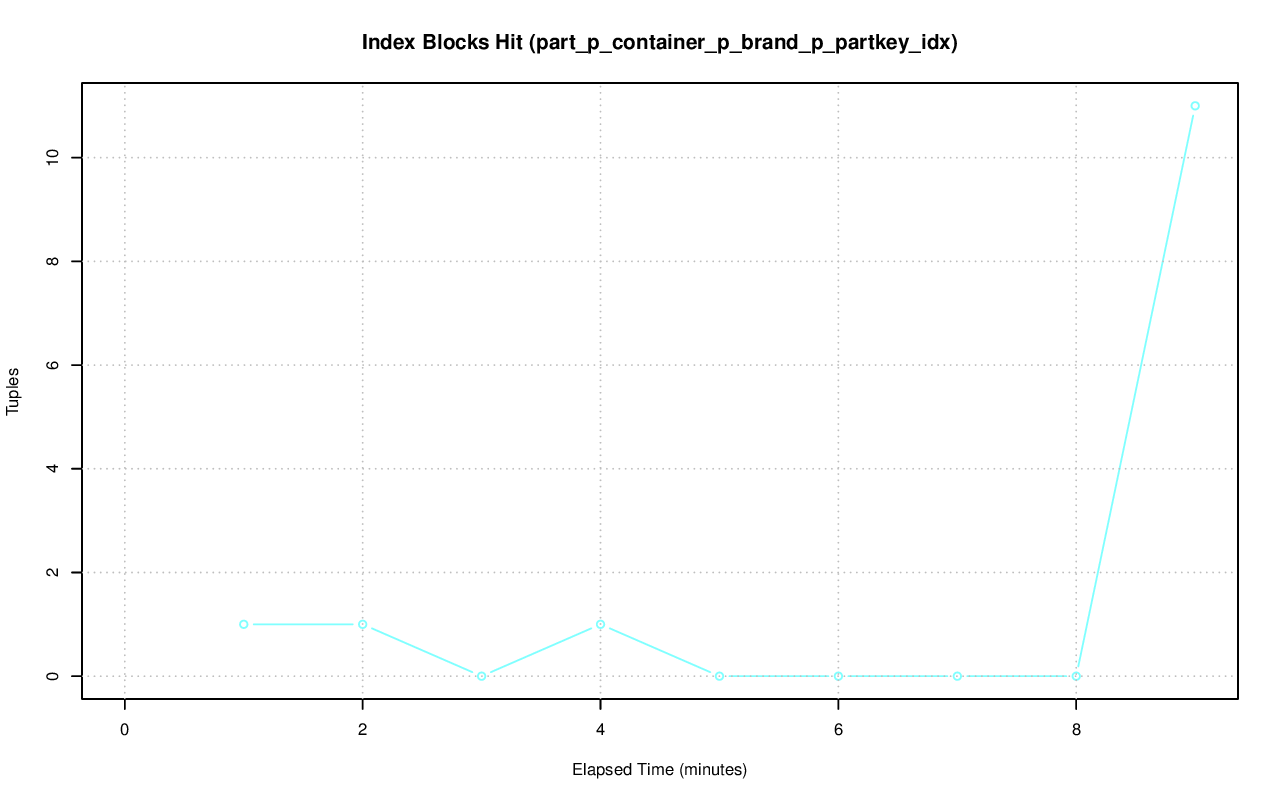 Index Blocks Hit (part_p_container_p_brand_p_partkey_idx)
Tuples
10
8
6
4
2
0
0 2 4 6 8
Elapsed Time (minutes)